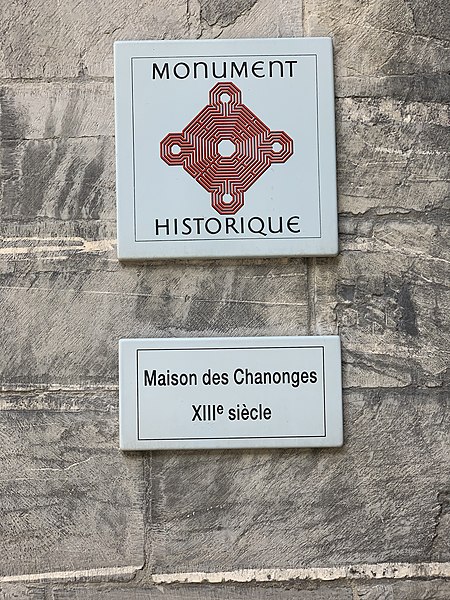 MONUMENT
HISTORIQUE
Maison des Chanonges
XIIIe siècle